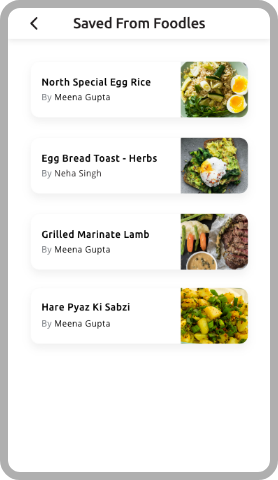 Saved From Foodles
North Special Egg Rice
By Meena Gupta
Egg Bread Toast - Herbs
By Neha Singh
Grilled Marinate Lamb
By Meena Gupta
Hare Pyaz Ki Sabzi
By Meena Gupta